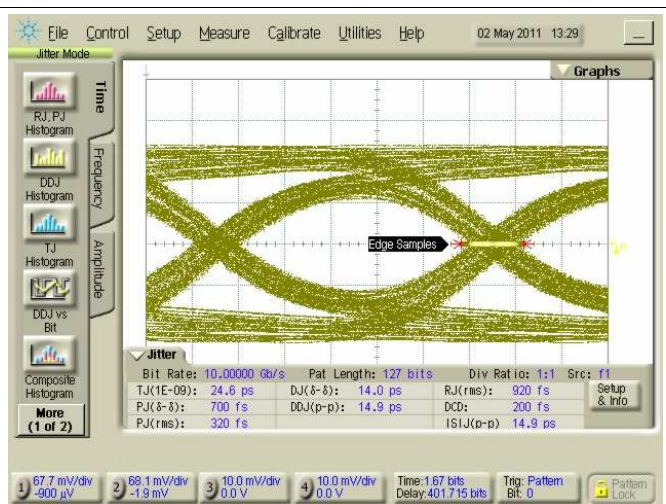 File Control Setup Measure Calibrate Utilities Help 02 May 2011 13:29
Jitter Mode
Graphs
RJ, PJ
Histogram
DDJ
Histogram
TJ
Histogram
DDJ vs
Bit
Composite
Histogram
More
(1 of 2)
Time
Frequency
Amplitude
Edge Samples
Jitter
Bit Rate: 10.00000 Gb/s Pat Length: 127 bits Div Ratio: 1:1 Src: f1
TJ(1E-09): 24.6 ps DJ(δ-δ): 14.0 ps RJ(rms): 920 fs
PJ(δ-δ): 700 fs DDJ(p-p): 14.9 ps DCD: 200 fs
PJ(rms): 320 fs ISIJ(p-p) 14.9 ps
Setup
& Info
1) 67.7 mV/div
-900 µV
2) 68.1 mV/div
-1.9 mV
3) 10.0 mV/div
0.0 V
4) 10.0 mV/div
0.0 V
Time:1.67 bits
Delay:401.715 bits
Trig: Pattern
Bit: 0
Pattern
Lock